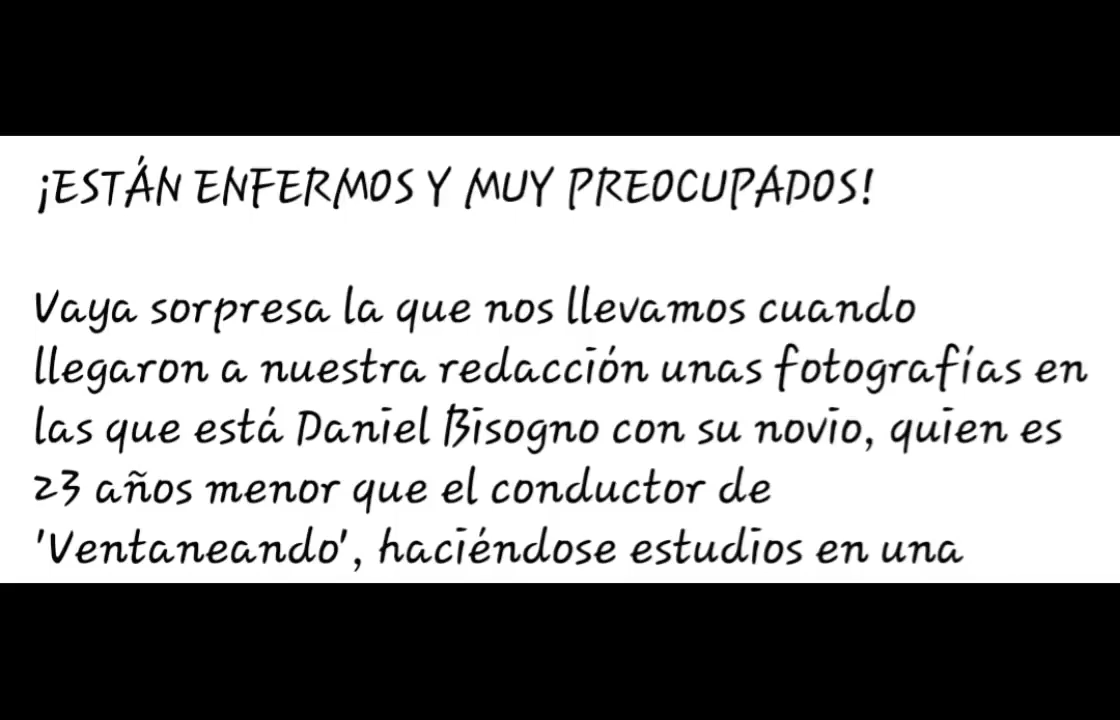 ¡ESTÁN ENFERMOS Y MUY PREOCUPADOS!
Vaya sorpresa la que nos llevamos cuando
llegaron a nuestra redacción unas fotografías en
las que está Daniel Bisogno con su novio, quien es
23 años menor que el conductor de
'Ventaneando', haciéndose estudios en una